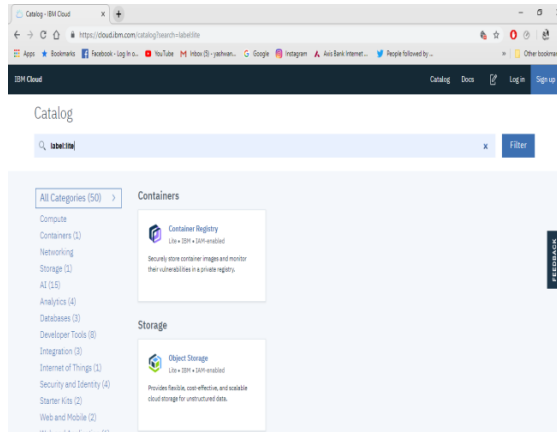 Catalog - IBM Cloud
https://cloud.ibm.com/catalog?search=label:lite
Apps Bookmarks Facebook - Log In o... YouTube Inbox (5) - yashwan... Google Instagram Axis Bank Internet... People followed by... » Other bookmar
IBM Cloud Catalog Docs Log in Sign up
Catalog
label:lite x Filter
All Categories (50) >
Compute
Containers (1)
Networking
Storage (1)
AI (15)
Analytics (4)
Databases (3)
Developer Tools (8)
Integration (3)
Internet of Things (1)
Security and Identity (4)
Starter Kits (2)
Web and Mobile (2)
Containers
Container Registry
Lite • IBM • IAM-enabled
Securely store container images and monitor
their vulnerabilities in a private registry.
Storage
Object Storage
Lite • IBM • IAM-enabled
Provides flexible, cost-effective, and scalable
cloud storage for unstructured data.
FEEDBACK